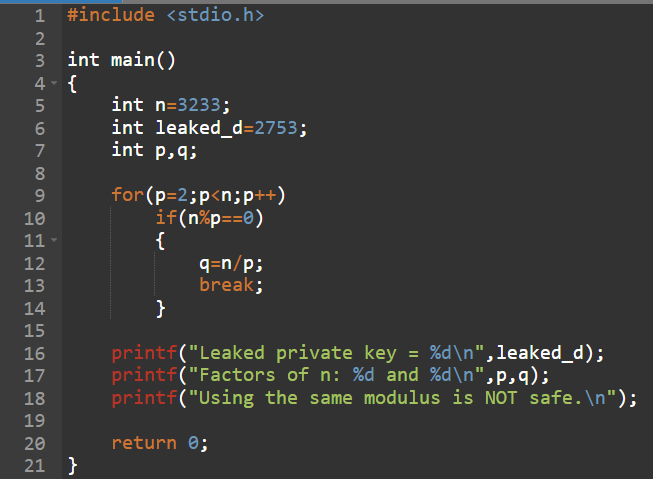 1 #include <stdio.h>
2
3 int main()
4 {
5     int n=3233;
6     int leaked_d=2753;
7     int p,q;
8
9     for(p=2;p<n;p++)
10         if(n%p==0)
11         {
12             q=n/p;
13             break;
14         }
15
16     printf("Leaked private key = %d\n",leaked_d);
17     printf("Factors of n: %d and %d\n",p,q);
18     printf("Using the same modulus is NOT safe.\n");
19
20     return 0;
21 }